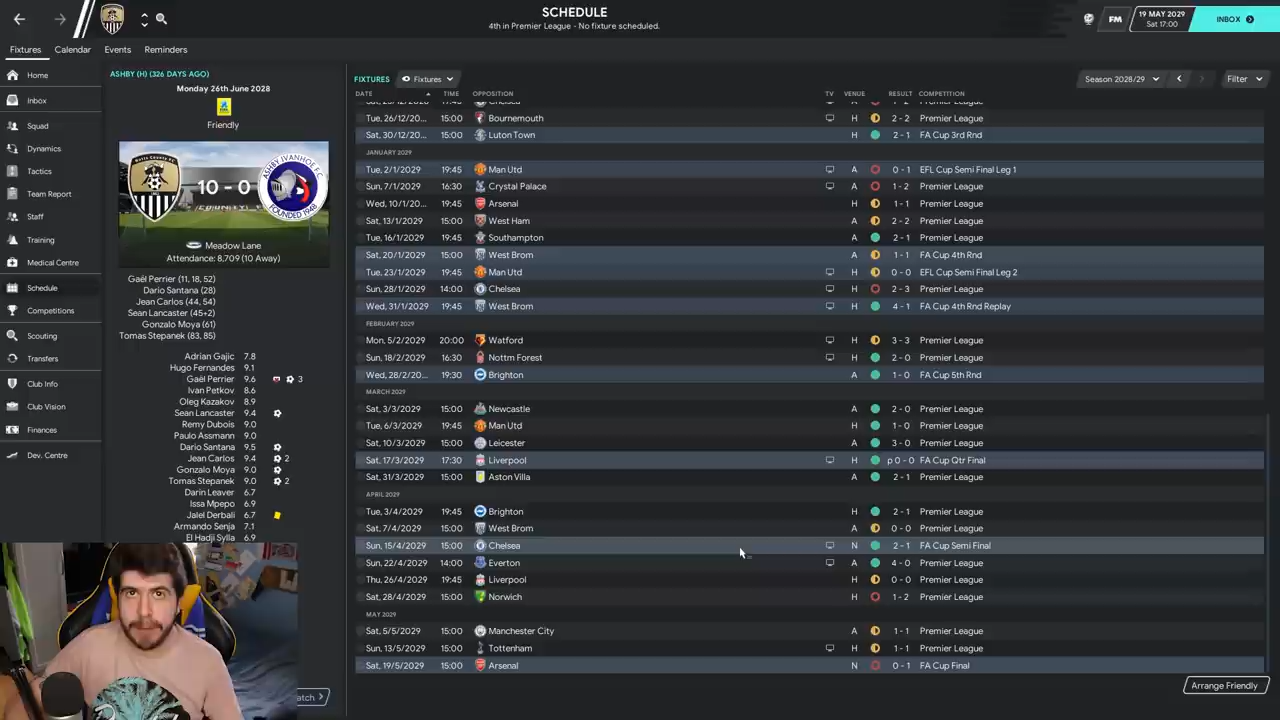 SCHEDULE
4th in Premier League - No fixture scheduled.
FM
19 MAY 2029
Sat 17:00
INBOX
Fixtures Calendar Events Reminders
Home
Inbox
Squad
Dynamics
Tactics
Team Report
Staff
Training
Medical Centre
Schedule
Competitions
Scouting
Transfers
Club Info
Club Vision
Finances
Dev. Centre
ASHBY (H) (326 DAYS AGO)
Monday 26th June 2028
Friendly
10 - 0
Meadow Lane
Attendance: 8,709 (10 Away)
Gaël Perrier (11, 18, 52)
Darío Santana (28)
Jean Carlos (44, 54)
Sean Lancaster (45+2)
Gonzalo Moya (61)
Tomas Stepanek (83, 85)
Adrian Gajic 7.8
Hugo Fernandes 9.1
Gaël Perrier 9.6 3
Ivan Petkov 8.6
Oleg Kazakov 8.9
Sean Lancaster 9.4
Remy Dubois 9.0
Paulo Assmann 9.0
Darío Santana 9.5
Jean Carlos 9.4 2
Gonzalo Moya 9.0
Tomas Stepanek 9.0 2
Darin Leaver 6.7
Issa Mpepo 6.9
Jalel Derbali 6.7
Armando Senja 7.1
El Hadji Sylla 6.9
FIXTURES Fixtures Season 2028/29 Filter
DATE TIME OPPOSITION TV VENUE RESULT COMPETITION
Chelsea A 1 - 2 Premier League
Tue, 26/12/20... 15:00 Bournemouth H 2 - 2 Premier League
Sat, 30/12/20... 15:00 Luton Town H 2 - 1 FA Cup 3rd Rnd
JANUARY 2029
Tue, 2/1/2029 19:45 Man Utd A 0 - 1 EFL Cup Semi Final Leg 1
Sun, 7/1/2029 16:30 Crystal Palace A 1 - 2 Premier League
Wed, 10/1/20... 19:45 Arsenal H 1 - 1 Premier League
Sat, 13/1/2029 15:00 West Ham A 2 - 2 Premier League
Tue, 16/1/2029 19:45 Southampton A 2 - 1 Premier League
Sat, 20/1/2029 15:00 West Brom A 1 - 1 FA Cup 4th Rnd
Tue, 23/1/2029 19:45 Man Utd H 0 - 0 EFL Cup Semi Final Leg 2
Sun, 28/1/2029 14:00 Chelsea H 2 - 3 Premier League
Wed, 31/1/2029 19:45 West Brom H 4 - 1 FA Cup 4th Rnd Replay
FEBRUARY 2029
Mon, 5/2/2029 20:00 Watford H 3 - 3 Premier League
Sun, 18/2/2029 16:30 Nottm Forest H 2 - 0 Premier League
Wed, 28/2/20... 19:30 Brighton A 1 - 0 FA Cup 5th Rnd
MARCH 2029
Sat, 3/3/2029 15:00 Newcastle A 2 - 0 Premier League
Tue, 6/3/2029 19:45 Man Utd H 1 - 0 Premier League
Sat, 10/3/2029 15:00 Leicester A 3 - 0 Premier League
Sat, 17/3/2029 17:30 Liverpool H p 0 - 0 FA Cup Qtr Final
Sat, 31/3/2029 15:00 Aston Villa A 2 - 1 Premier League
APRIL 2029
Tue, 3/4/2029 19:45 Brighton H 2 - 1 Premier League
Sat, 7/4/2029 15:00 West Brom A 0 - 0 Premier League
Sun, 15/4/2029 15:00 Chelsea N 2 - 1 FA Cup Semi Final
Sun, 22/4/2029 14:00 Everton A 4 - 0 Premier League
Thu, 26/4/2029 19:45 Liverpool H 0 - 0 Premier League
Sat, 28/4/2029 15:00 Norwich H 1 - 2 Premier League
MAY 2029
Sat, 5/5/2029 15:00 Manchester City A 1 - 1 Premier League
Sun, 13/5/2029 15:00 Tottenham H 1 - 1 Premier League
Sat, 19/5/2029 15:00 Arsenal N 0 - 1 FA Cup Final
Arrange Friendly